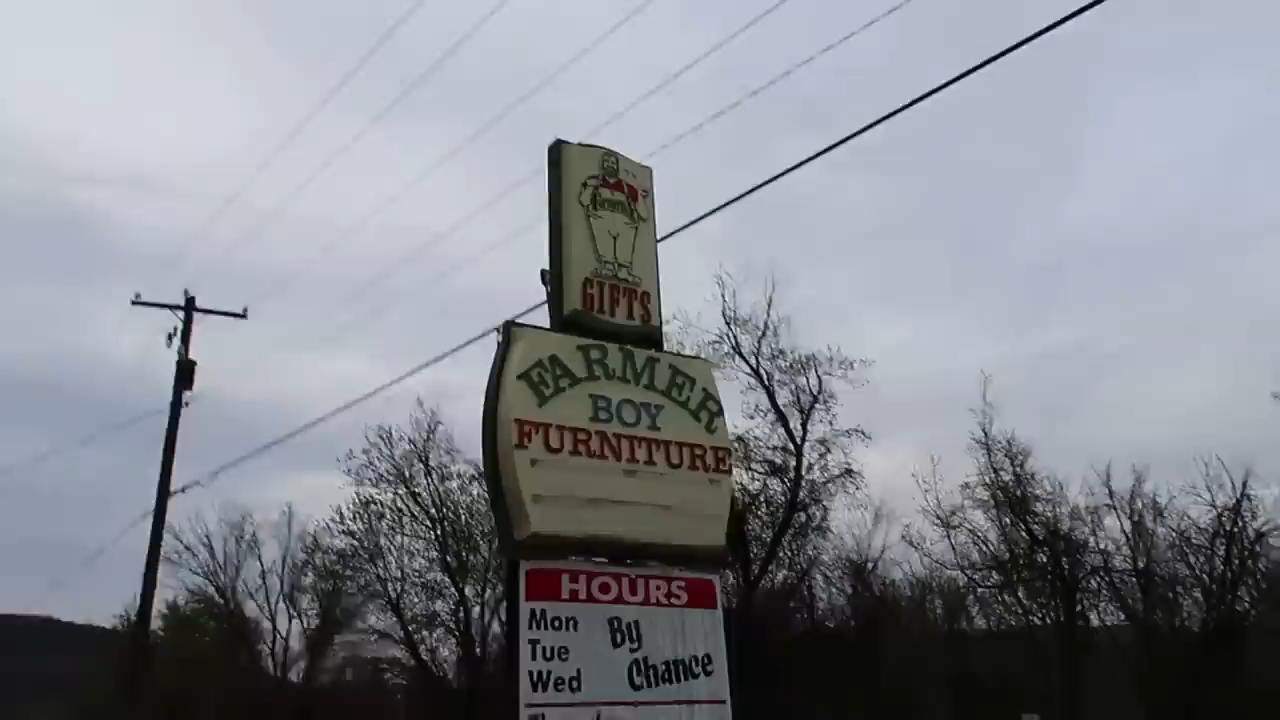 GIFTS
FARMER
BOY
FURNITURE
HOURS
Mon By
Tue Chance
Wed